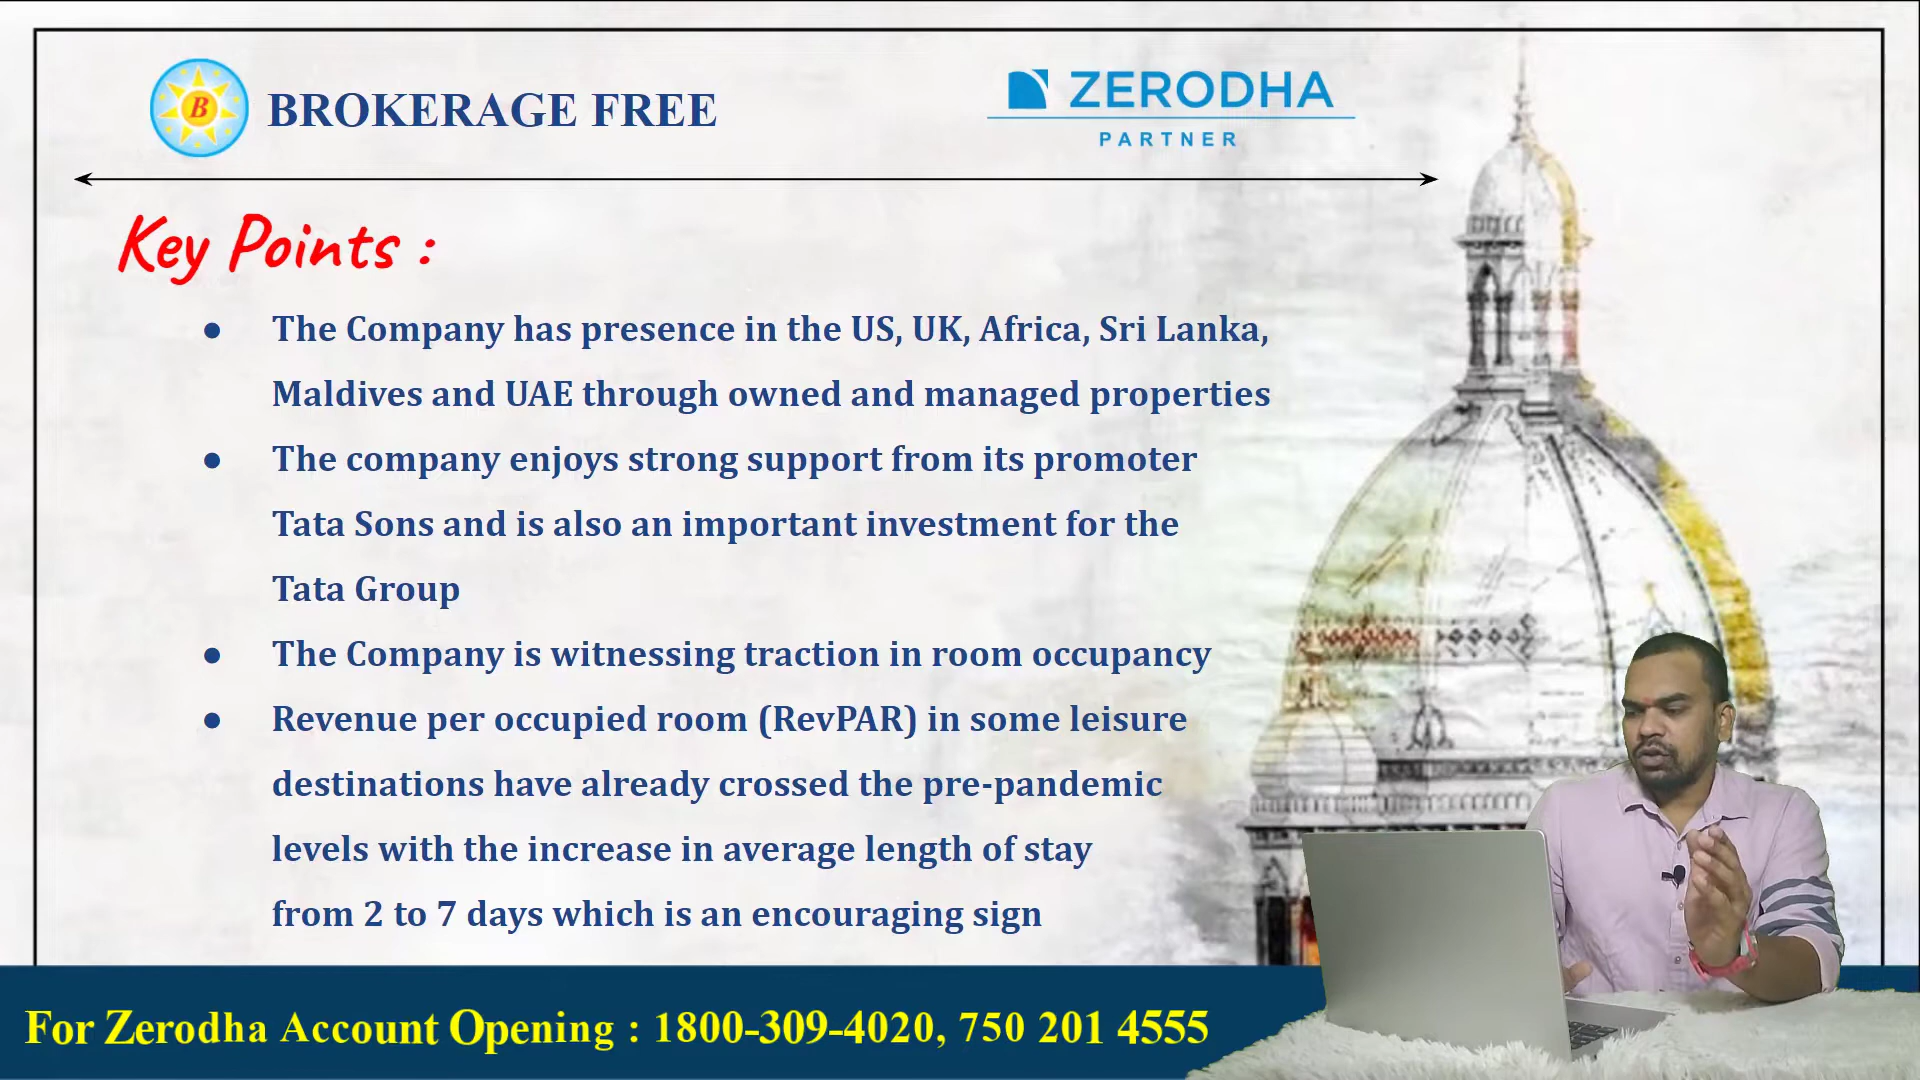 B
BROKERAGE FREE
ZERODHA
PARTNER
Key Points :
● The Company has presence in the US, UK, Africa, Sri Lanka,
Maldives and UAE through owned and managed properties
● The company enjoys strong support from its promoter
Tata Sons and is also an important investment for the
Tata Group
● The Company is witnessing traction in room occupancy
● Revenue per occupied room (RevPAR) in some leisure
destinations have already crossed the pre-pandemic
levels with the increase in average length of stay
from 2 to 7 days which is an encouraging sign
For Zerodha Account Opening : 1800-309-4020, 750 201 4555